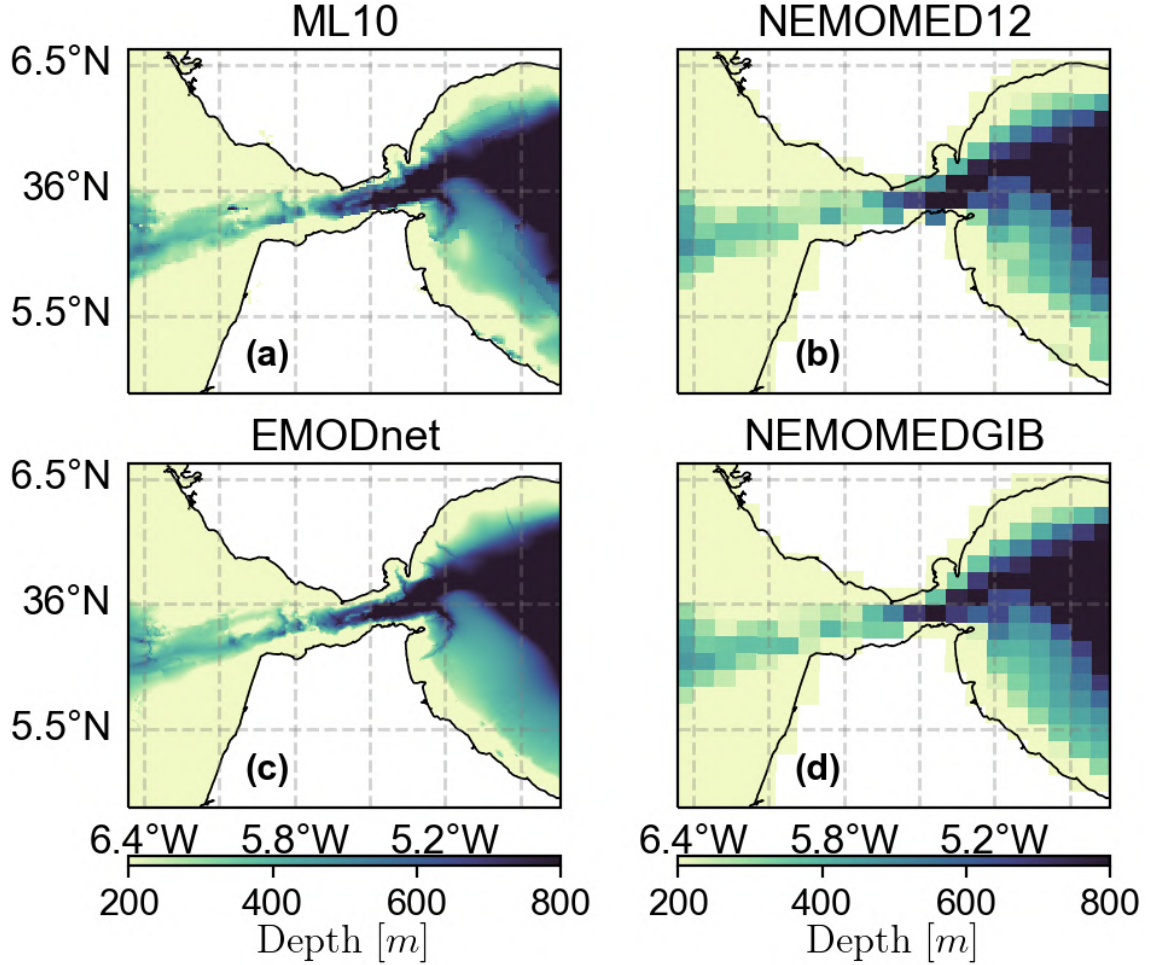 ML10
NEMOMED12
6.5°N
36°N
5.5°N
(a)
(b)
EMODnet
NEMOMEDGIB
6.5°N
36°N
5.5°N
(c)
(d)
6.4°W 5.8°W 5.2°W
6.4°W 5.8°W 5.2°W
200 400 600 800
200 400 600 800
Depth [m]
Depth [m]